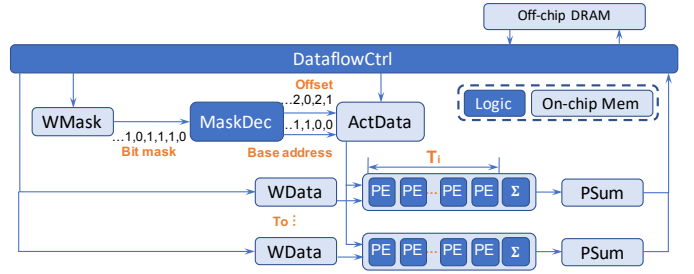 Off-chip DRAM
DataflowCtrl
Offset
...2,0,2,1
Logic
On-chip Mem
WMask
MaskDec
ActData
...1,0,1,1,1,0
...1,1,0,0
Bit mask
Base address
Ti
WData
PE PE ... PE PE Σ
PSum
To ⋮
WData
PE PE ... PE PE Σ
PSum